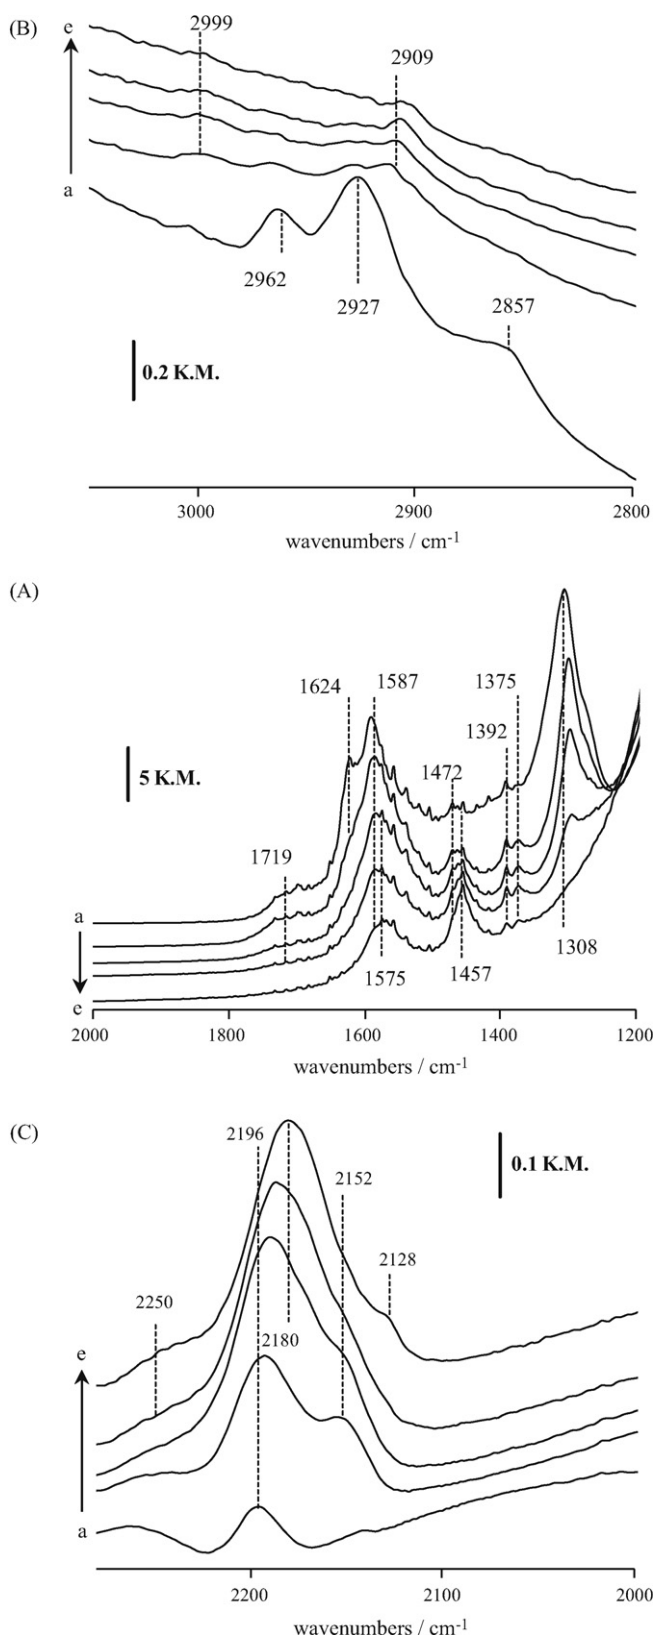 (B)
e
2999
2909
a
2962
2927
2857
0.2 K.M.
3000 2900 2800
wavenumbers / cm-1
(A)
1624 1587 1375
1392
5 K.M.
1472
1719
a
e
1575 1457 1308
2000 1800 1600 1400 1200
wavenumbers / cm-1
(C)
2196
0.1 K.M.
2152
2128
2250
e
2180
a
2200 2100 2000
wavenumbers / cm-1